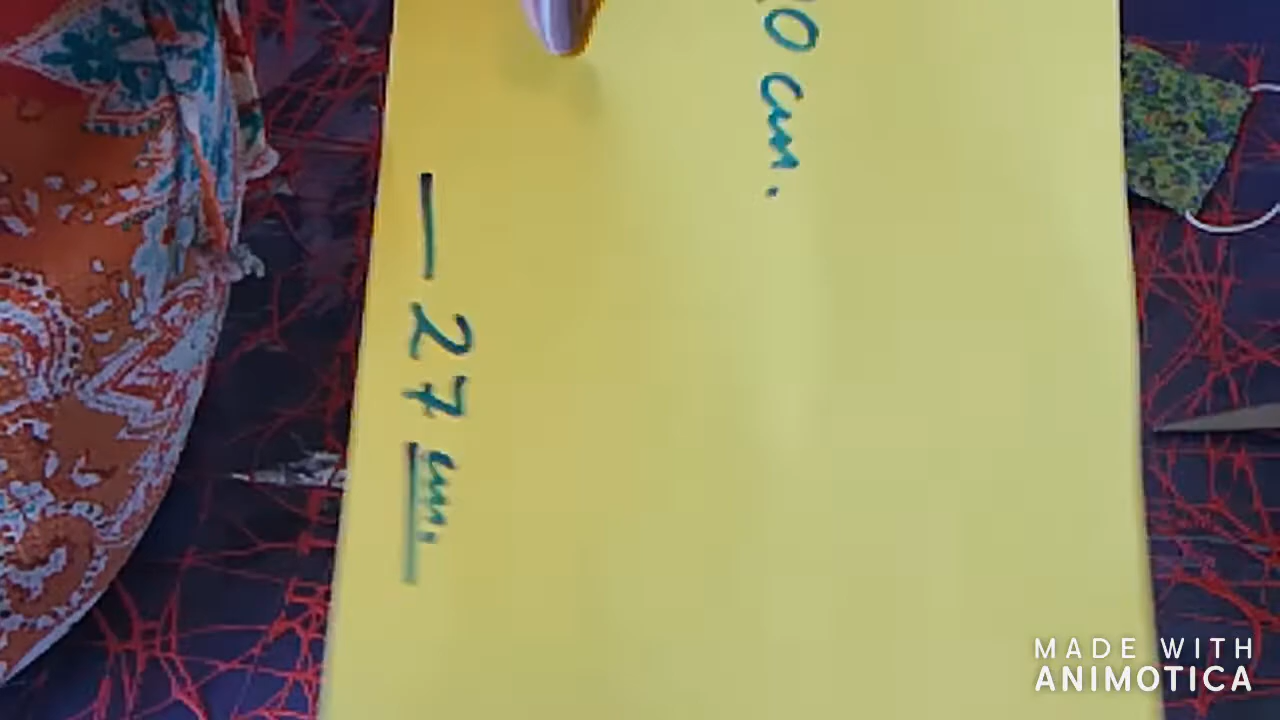 0 cm.
— 27 cm.
MADE WITH
ANIMOTICA